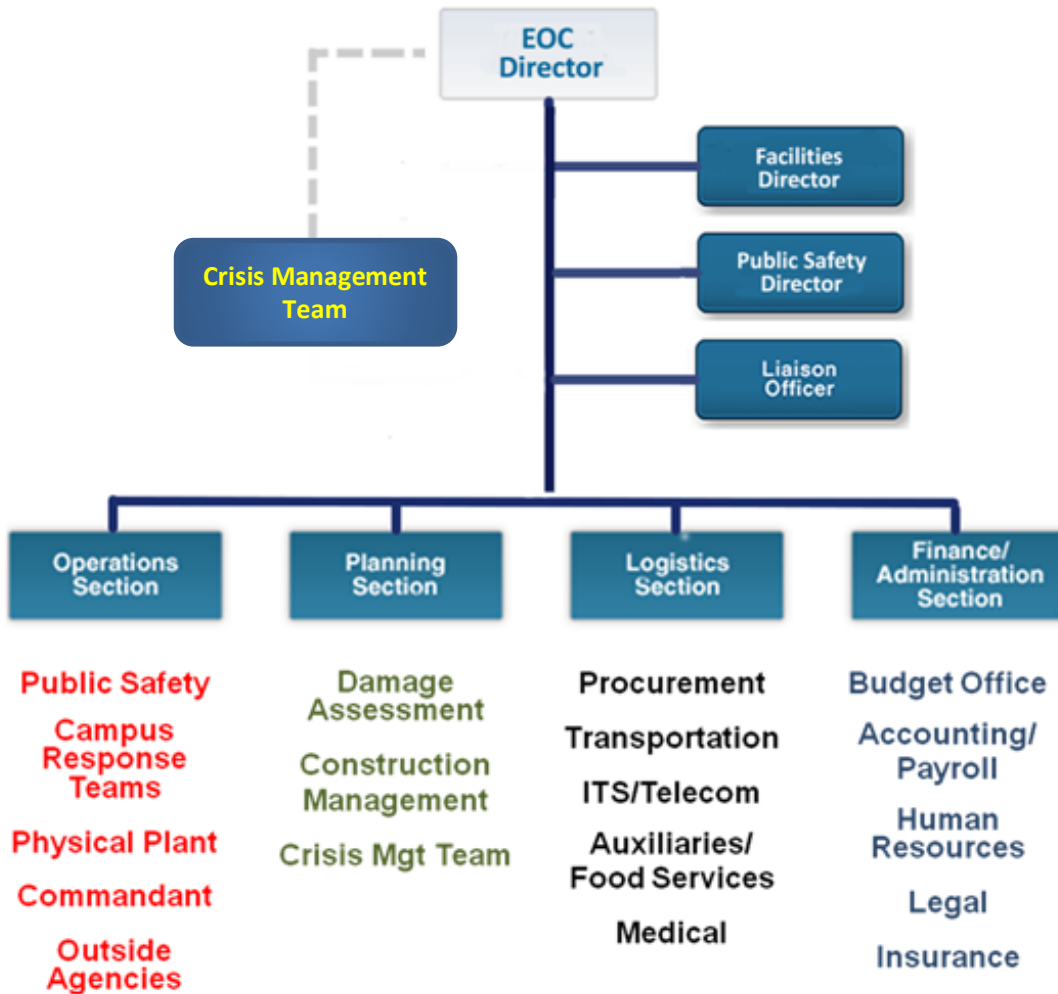 EOC
Director
Facilities
Director
Crisis Management
Team
Public Safety
Director
Liaison
Officer
Operations
Section
Planning
Section
Logistics
Section
Finance/
Administration
Section
Public Safety
Campus
Response
Teams
Physical Plant
Commandant
Outside
Agencies
Damage
Assessment
Construction
Management
Crisis Mgt Team
Procurement
Transportation
ITS/Telecom
Auxiliaries/
Food Services
Medical
Budget Office
Accounting/
Payroll
Human
Resources
Legal
Insurance